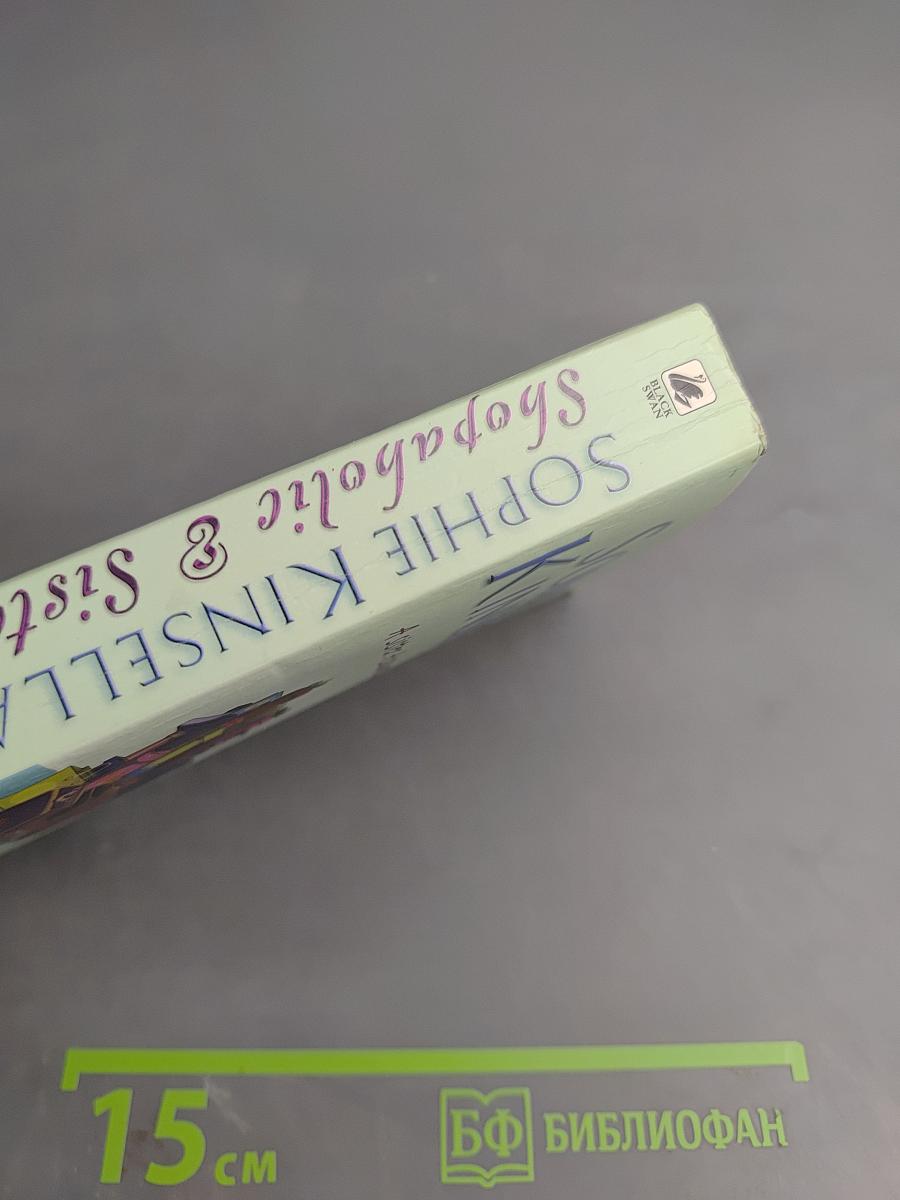 BLACK
SWAN
Shopaholic & Sist
SOPHIE KINSELLA
15 см
БФ БИБЛИОФАН